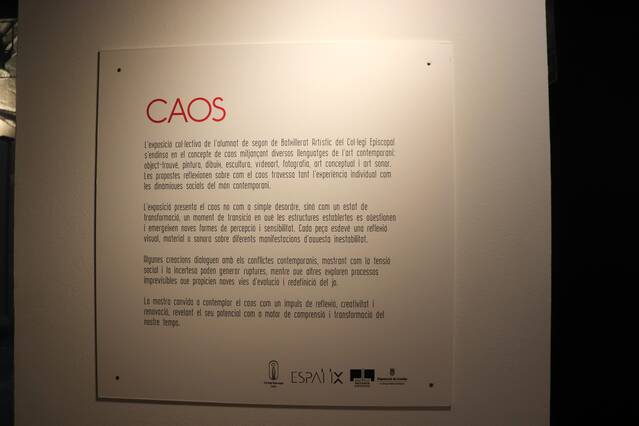 CAOS
L'exposició col·lectiva de l'alumnat de segon de Batxillerat Artístic del Col·legi Episcopal
s'endinsa en el concepte de caos mitjançant diversos llenguatges de l'art contemporani:
object-trouvé, pintura, dibuix, escultura, videoart, fotografia, art conceptual i art sonor.
Les propostes reflexionen sobre com el caos travessa tant l'experiència individual com
les dinàmiques socials del món contemporani.
L'exposició presenta el caos no com a simple desordre, sinó com un estat de
transformació, un moment de transició en què les estructures establertes es qüestionen
i emergeixen noves formes de percepció i sensibilitat. Cada peça esdevé una reflexió
visual, material o sonora sobre diferents manifestacions d'aquesta inestabilitat.
Algunes creacions dialoguen amb els conflictes contemporanis, mostrant com la tensió
social i la incertesa poden generar ruptures, mentre que altres exploren processos
imprevisibles que propicien noves vies d'evolució i redefinició del jo.
La mostra convida a contemplar el caos com un impuls de reflexió, creativitat i
renovació, revelant el seu potencial com a motor de comprensió i transformació del
nostre temps.